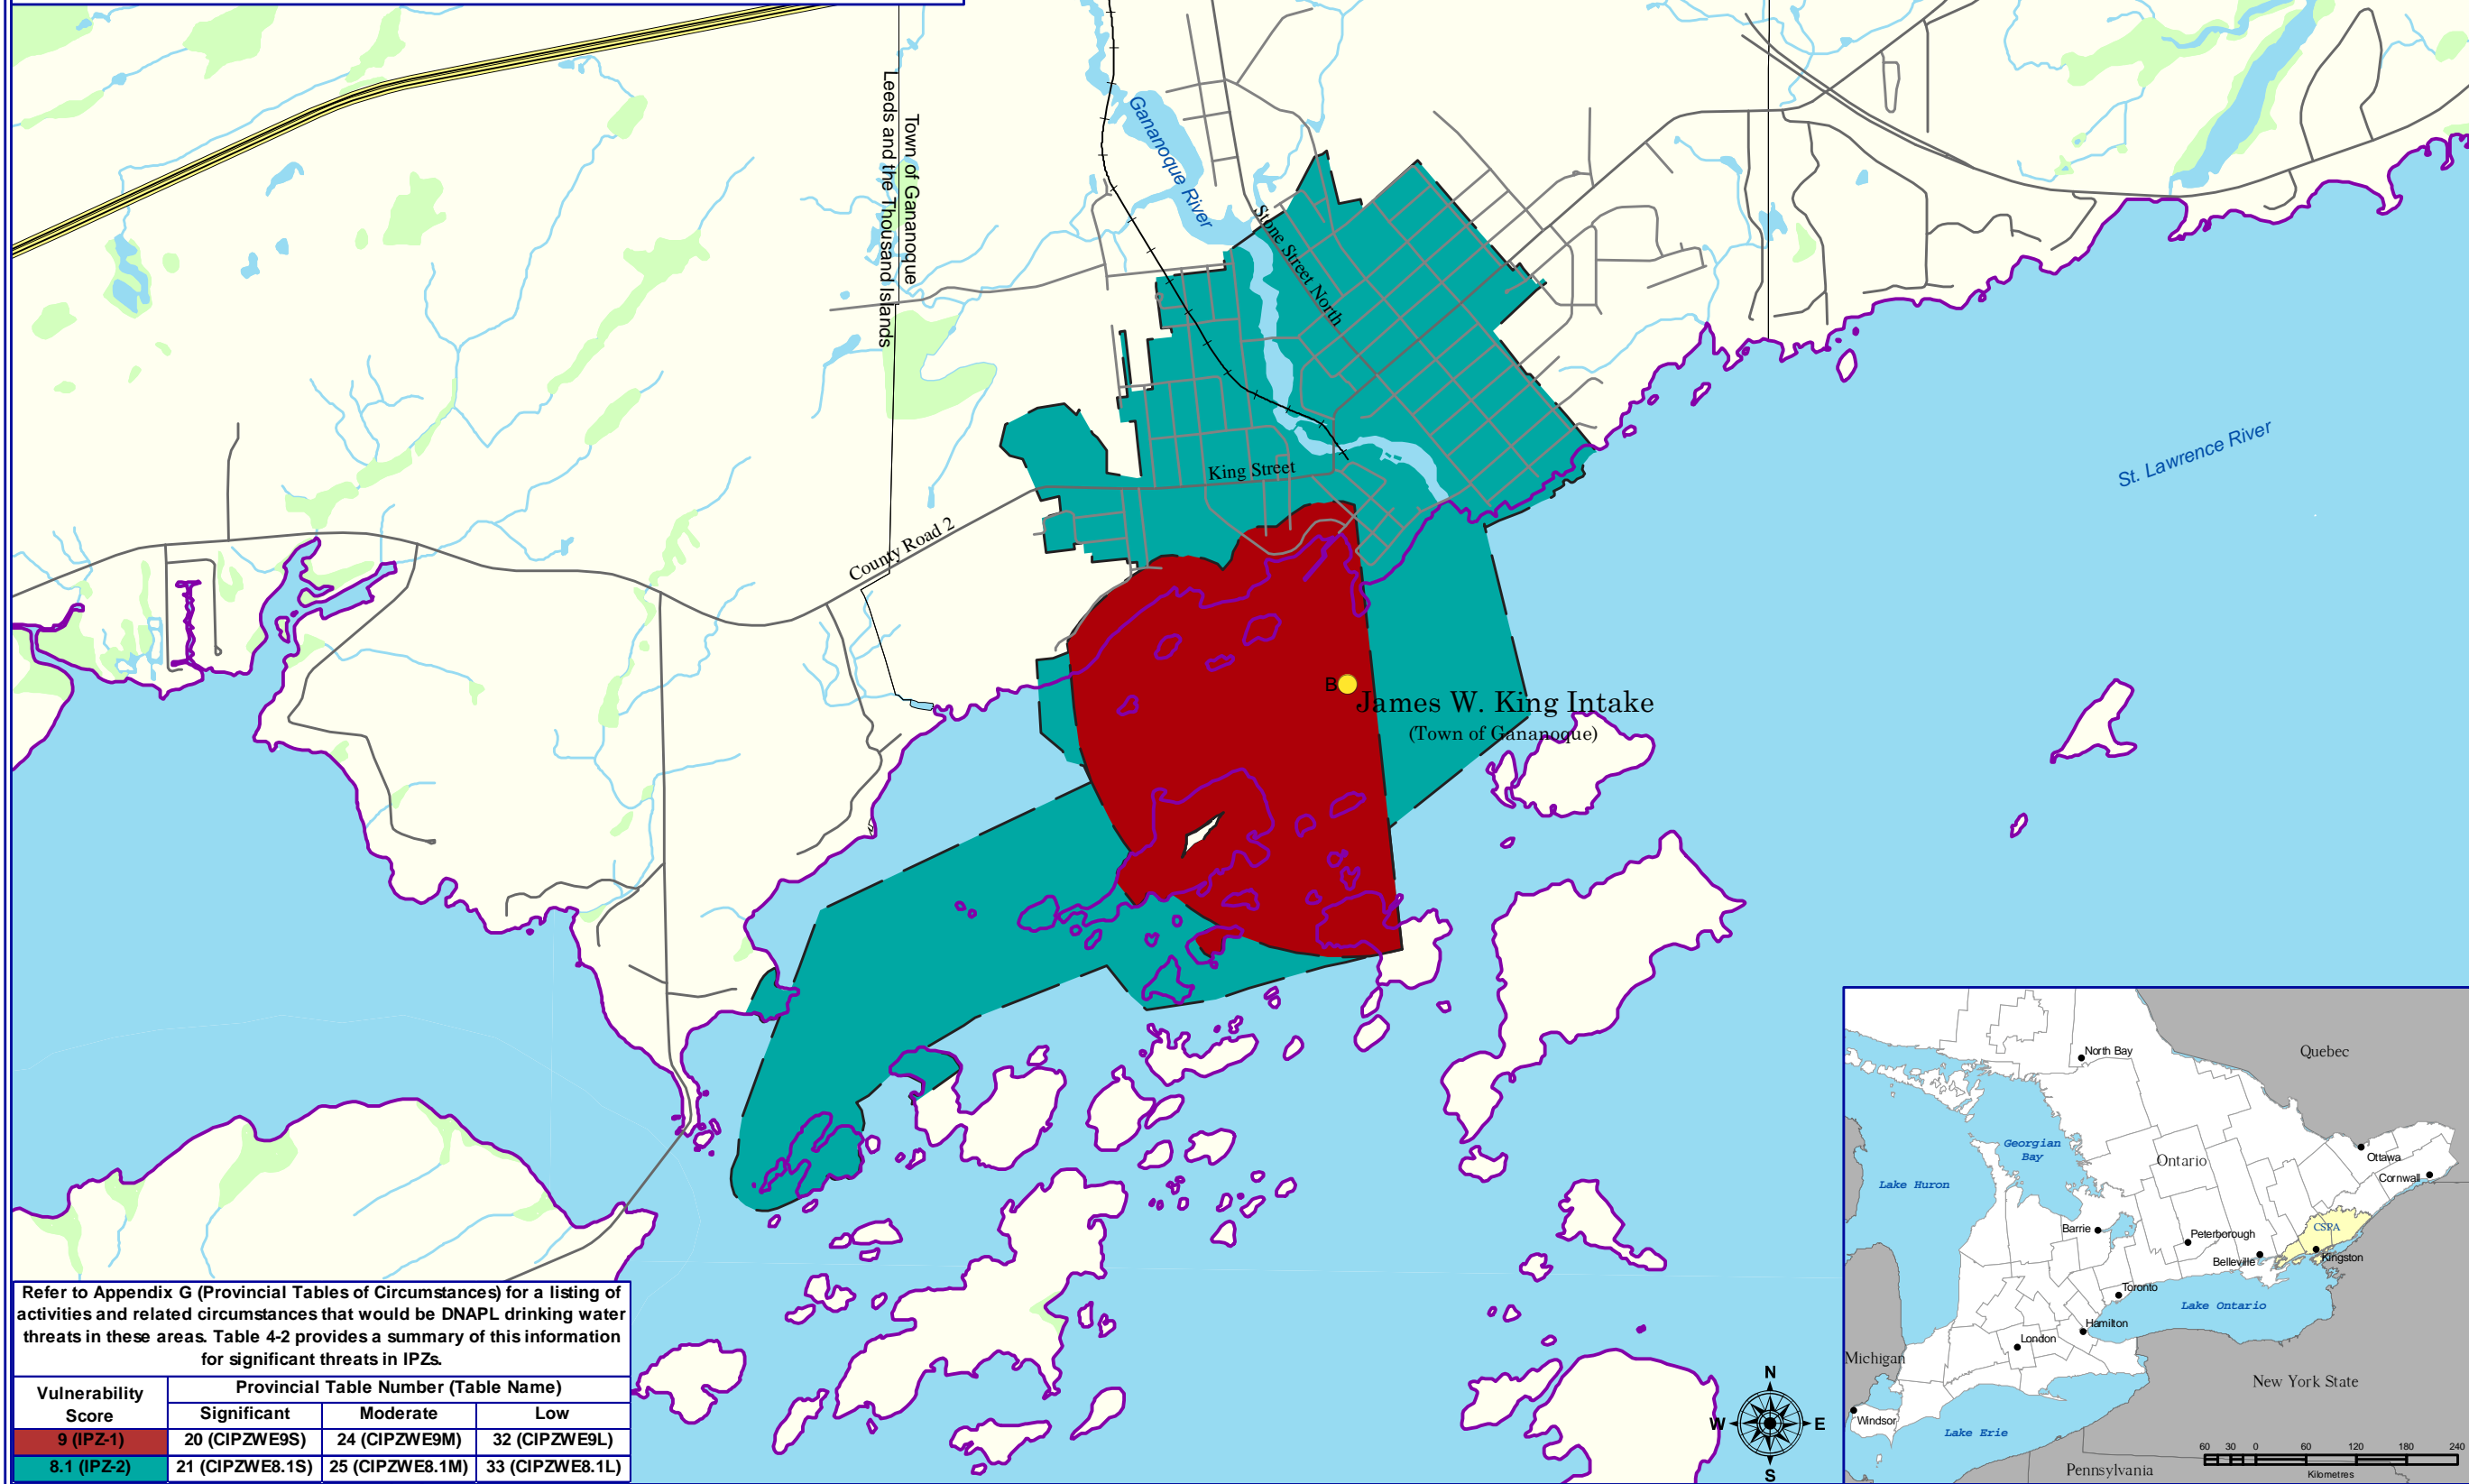 Town of Gananoque
Leeds and the Thousand Islands
Gananoque River
Stone Street North
King Street
County Road 2
St. Lawrence River
B
James W. King Intake
(Town of Gananoque)
Refer to Appendix G (Provincial Tables of Circumstances) for a listing of
activities and related circumstances that would be DNAPL drinking water
threats in these areas. Table 4-2 provides a summary of this information
for significant threats in IPZs.
Vulnerability Score
Provincial Table Number (Table Name)
Significant Moderate Low
9 (IPZ-1) 20 (CIPZWE9S) 24 (CIPZWE9M) 32 (CIPZWE9L)
8.1 (IPZ-2) 21 (CIPZWE8.1S) 25 (CIPZWE8.1M) 33 (CIPZWE8.1L)
N
W E
S
Quebec
North Bay
Georgian
Bay
Ontario
Ottawa
Cornwall
Lake Huron
CSPA
Barrie
Peterborough
Belleville
Kingston
Toronto
Lake Ontario
Hamilton
London
Michigan
New York State
Windsor
Lake Erie
Pennsylvania
60 30 0 60 120 180 240
Kilometres